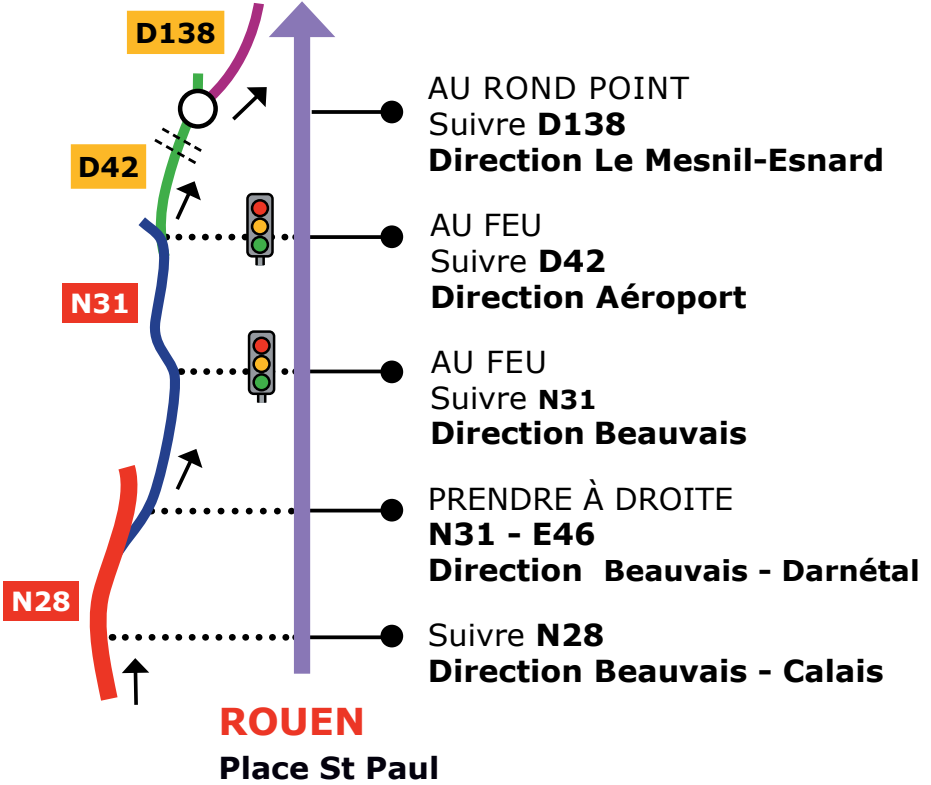 D138
AU ROND POINT
Suivre D138
Direction Le Mesnil-Esnard
D42
AU FEU
Suivre D42
Direction Aéroport
N31
AU FEU
Suivre N31
Direction Beauvais
PRENDRE À DROITE
N31 - E46
Direction Beauvais - Darnétal
N28
Suivre N28
Direction Beauvais - Calais
ROUEN
Place St Paul